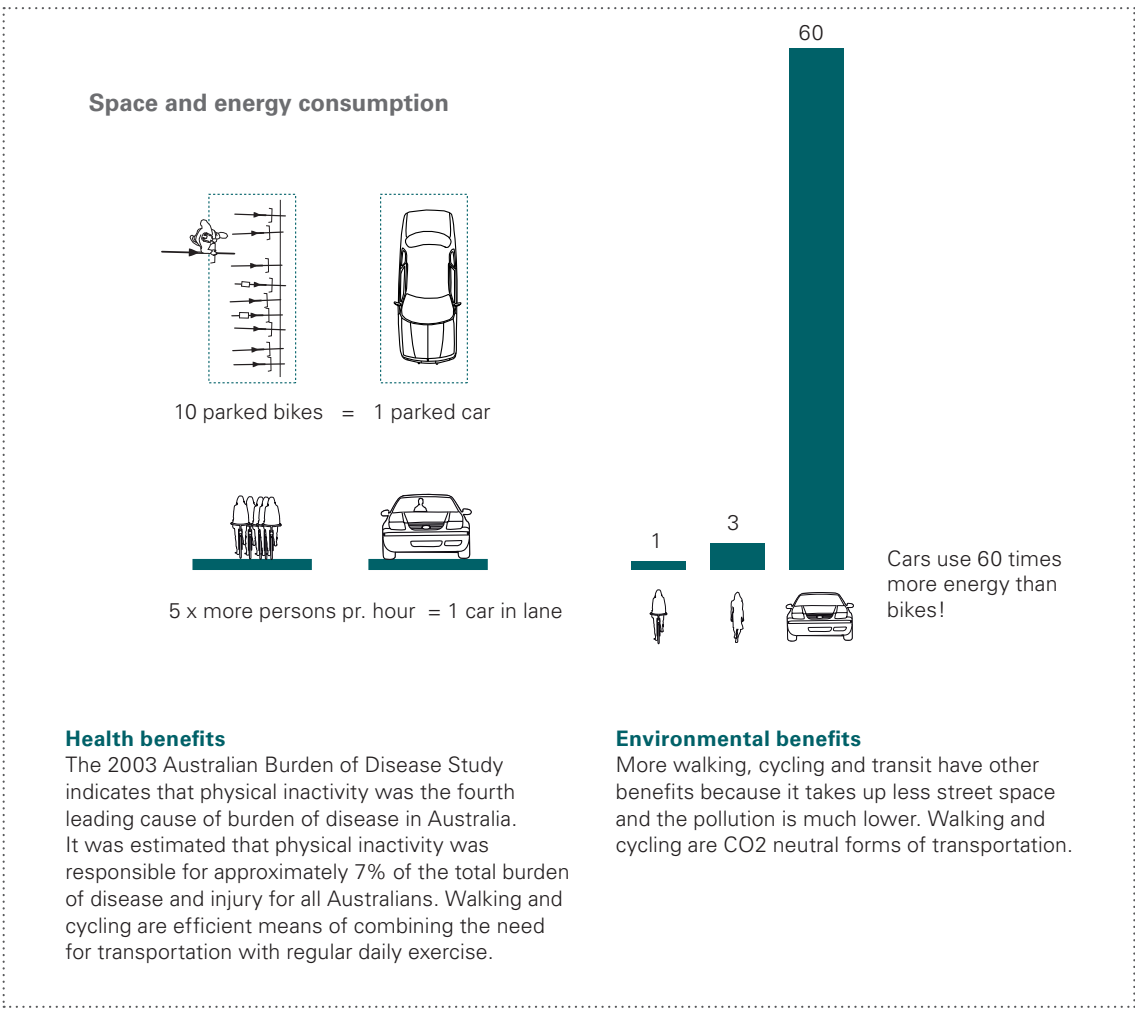 Space and energy consumption
10 parked bikes = 1 parked car
5 x more persons pr. hour = 1 car in lane
60
1
3
Cars use 60 times
more energy than
bikes!
Health benefits
The 2003 Australian Burden of Disease Study
indicates that physical inactivity was the fourth
leading cause of burden of disease in Australia.
It was estimated that physical inactivity was
responsible for approximately 7% of the total burden
of disease and injury for all Australians. Walking and
cycling are efficient means of combining the need
for transportation with regular daily exercise.
Environmental benefits
More walking, cycling and transit have other
benefits because it takes up less street space
and the pollution is much lower. Walking and
cycling are CO2 neutral forms of transportation.